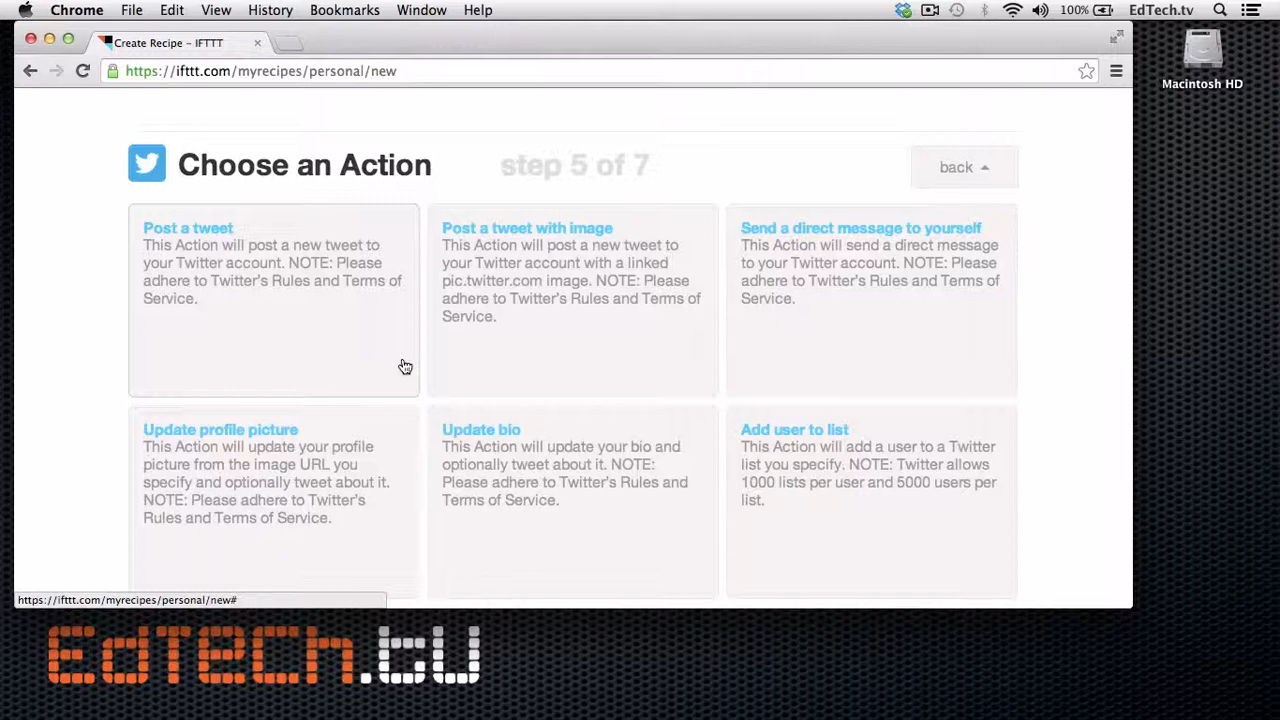 Chrome File Edit View History Bookmarks Window Help 100% EdTech.tv
Create Recipe – IFTTT
https://ifttt.com/myrecipes/personal/new
Macintosh HD
Choose an Action step 5 of 7 back
Post a tweet
This Action will post a new tweet to
your Twitter account. NOTE: Please
adhere to Twitter's Rules and Terms of
Service.
Post a tweet with image
This Action will post a new tweet to
your Twitter account with a linked
pic.twitter.com image. NOTE: Please
adhere to Twitter's Rules and Terms of
Service.
Send a direct message to yourself
This Action will send a direct message
to your Twitter account. NOTE: Please
adhere to Twitter's Rules and Terms of
Service.
Update profile picture
This Action will update your profile
picture from the image URL you
specify and optionally tweet about it.
NOTE: Please adhere to Twitter's
Rules and Terms of Service.
Update bio
This Action will update your bio and
optionally tweet about it. NOTE:
Please adhere to Twitter's Rules and
Terms of Service.
Add user to list
This Action will add a user to a Twitter
list you specify. NOTE: Twitter allows
1000 lists per user and 5000 users per
list.
https://ifttt.com/myrecipes/personal/new#
EdTech.tv